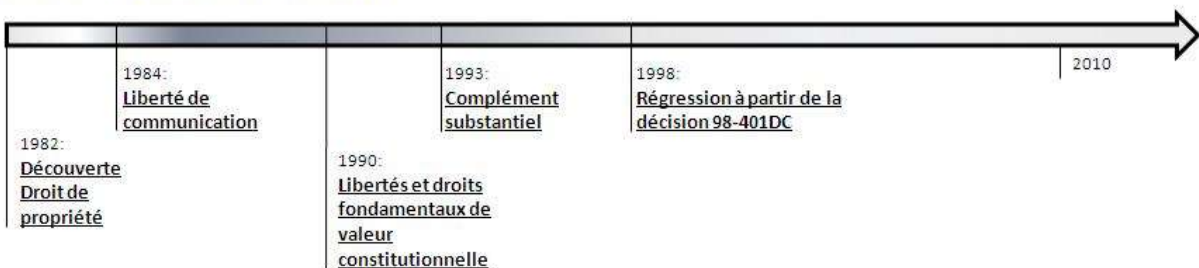 1982:
Découverte
Droit de
propriété
1984:
Liberté de
communication
1990:
Libertés et droits
fondamentaux de
valeur
constitutionnelle
1993:
Complément
substantiel
1998:
Régression à partir de la
décision 98-401DC
2010